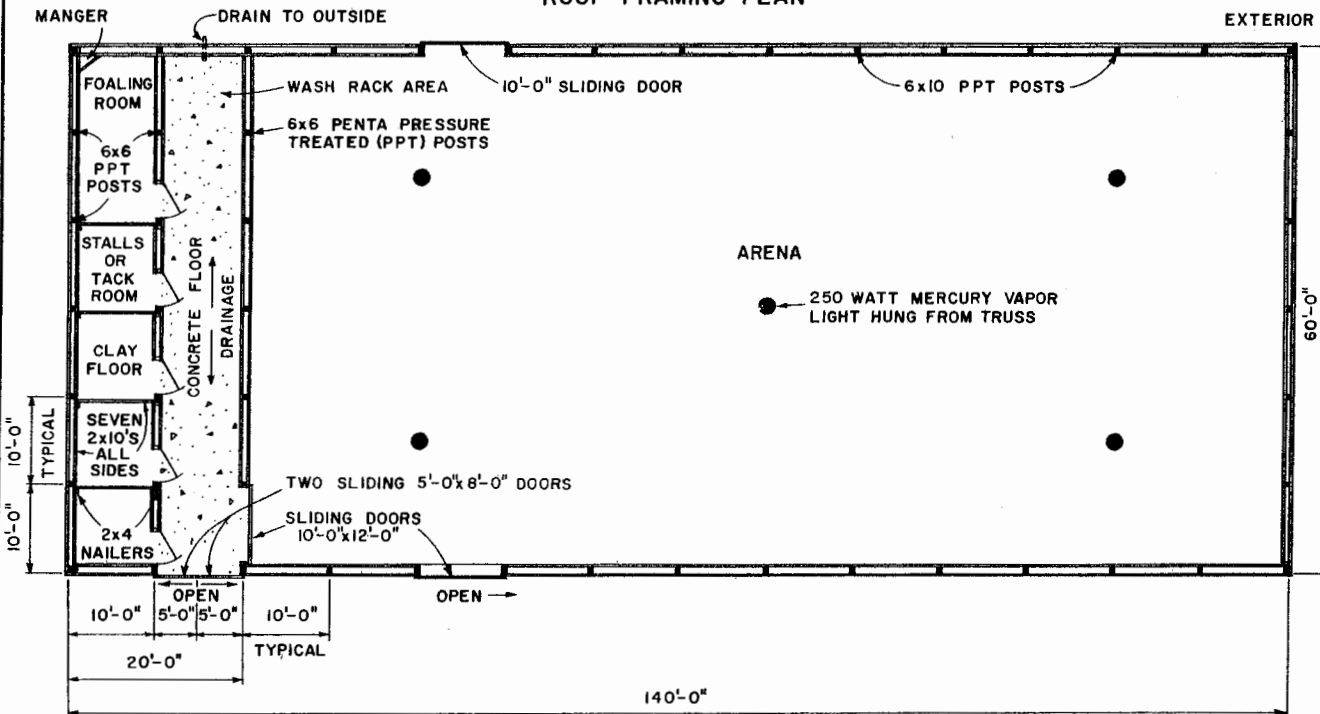 ROOF FRAMING PLAN
MANGER
DRAIN TO OUTSIDE
EXTERIOR
FOALING
ROOM
WASH RACK AREA
10'-0" SLIDING DOOR
6x10 PPT POSTS
6x6 PENTA PRESSURE
TREATED (PPT) POSTS
6x6
PPT
POSTS
STALLS
OR
TACK
ROOM
CONCRETE FLOOR
DRAINAGE
ARENA
250 WATT MERCURY VAPOR
LIGHT HUNG FROM TRUSS
60'-0"
CLAY
FLOOR
10'-0"
TYPICAL
SEVEN
2x10'S
ALL
SIDES
TWO SLIDING 5'-0"x8'-0" DOORS
SLIDING DOORS
10'-0"x12'-0"
10'-0"
2x4
NAILERS
OPEN
OPEN
10'-0"
5'-0"
5'-0"
10'-0"
TYPICAL
20'-0"
140'-0"